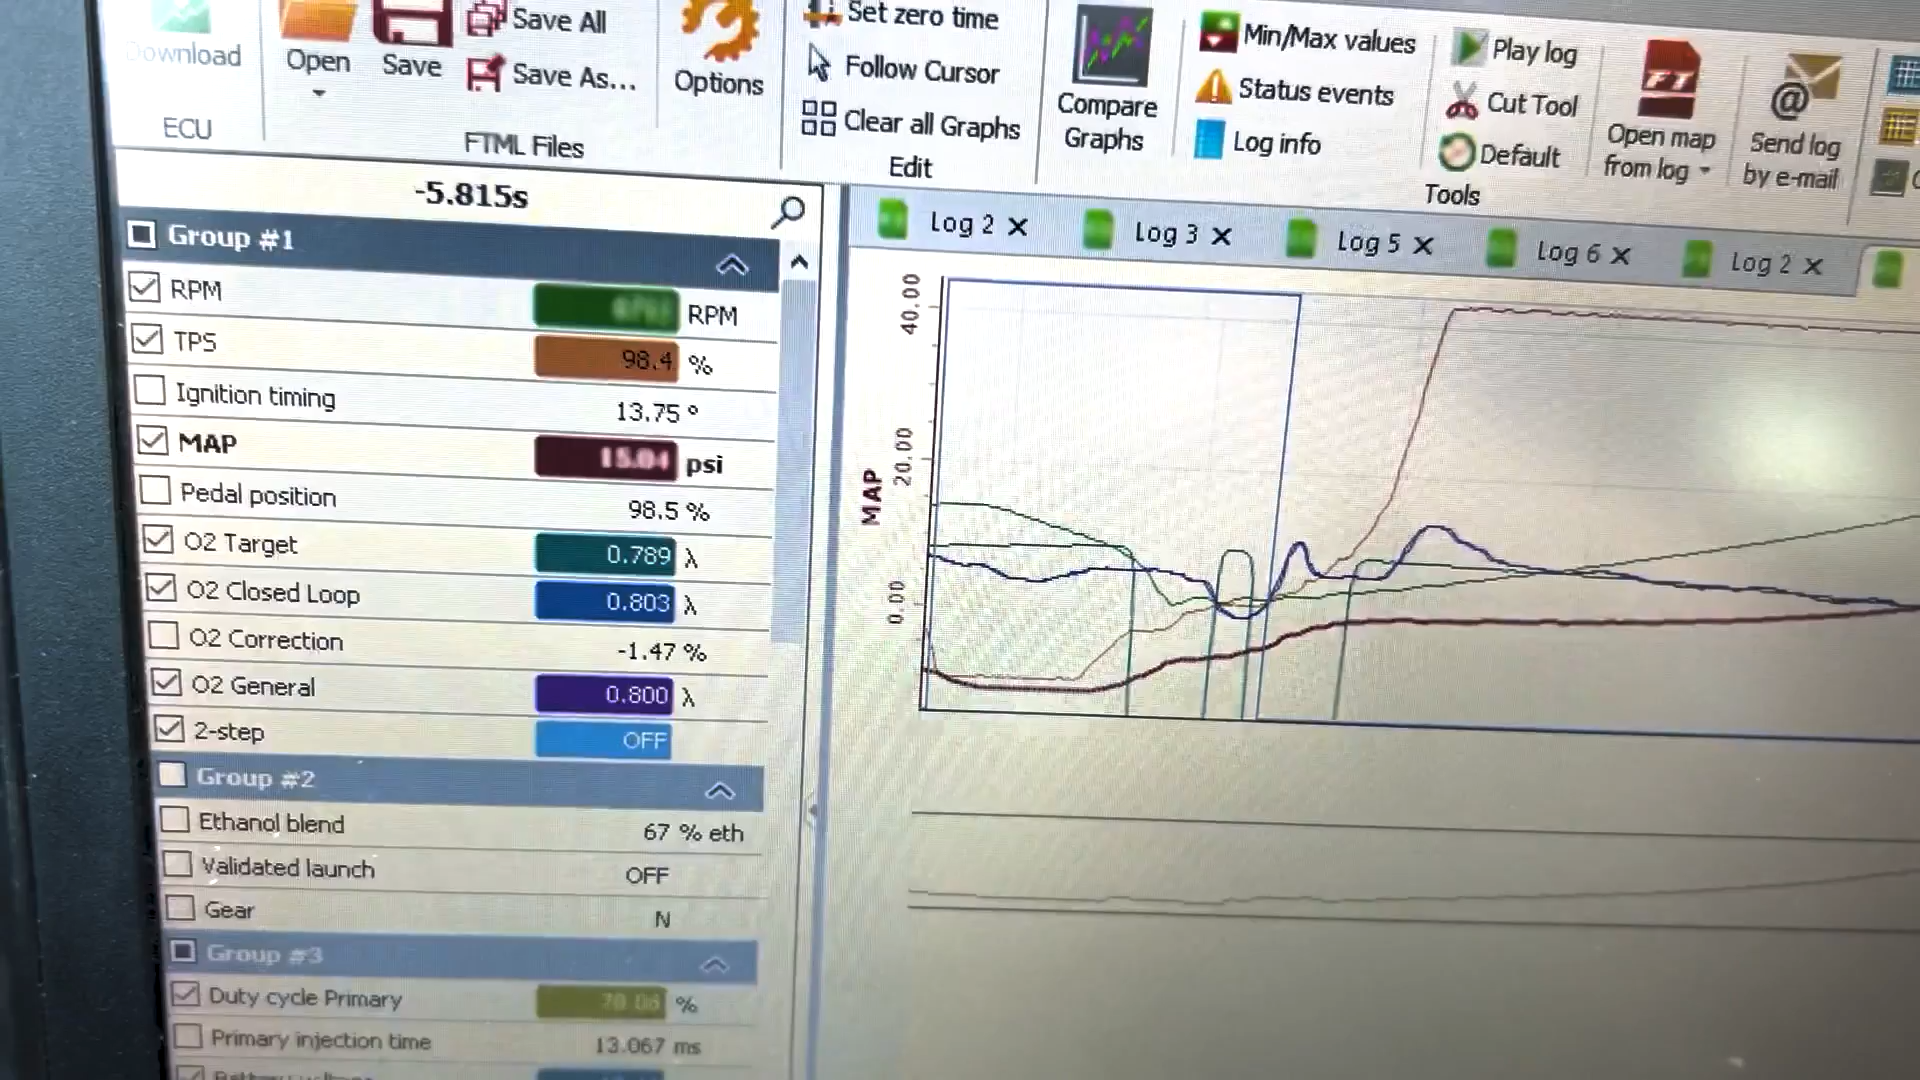 Download
ECU
Open
Save
Save All
Save As...
FTML Files
Options
Set zero time
Follow Cursor
Clear all Graphs
Edit
Compare
Graphs
Min/Max values
Status events
Log info
Play log
Cut Tool
Default
Tools
Open map
from log
Send log
by e-mail
-5.815s
Group #1
RPM RPM
TPS 98.4 %
Ignition timing 13.75 °
MAP 15.04 psi
Pedal position 98.5 %
O2 Target 0.789 λ
O2 Closed Loop 0.803 λ
O2 Correction -1.47 %
O2 General 0.800 λ
2-step OFF
Group #2
Ethanol blend 67 % eth
Validated launch OFF
Gear N
Group #3
Duty cycle Primary %
Primary injection time 13.067 ms
Log 2
Log 3
Log 5
Log 6
Log 2
MAP
40.00
20.00
0.00